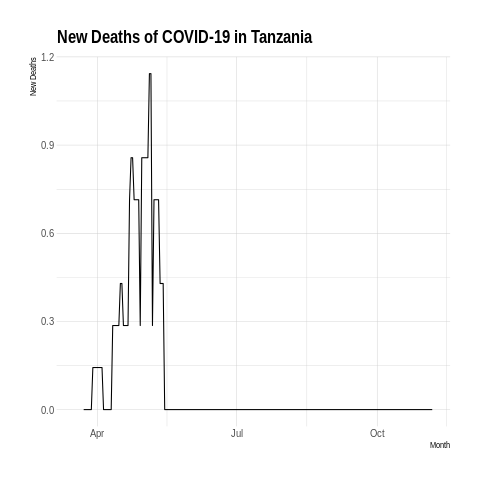 New Deaths of COVID-19 in Tanzania
New Deaths
1.2
0.9
0.6
0.3
0.0
Apr
Jul
Oct
Month